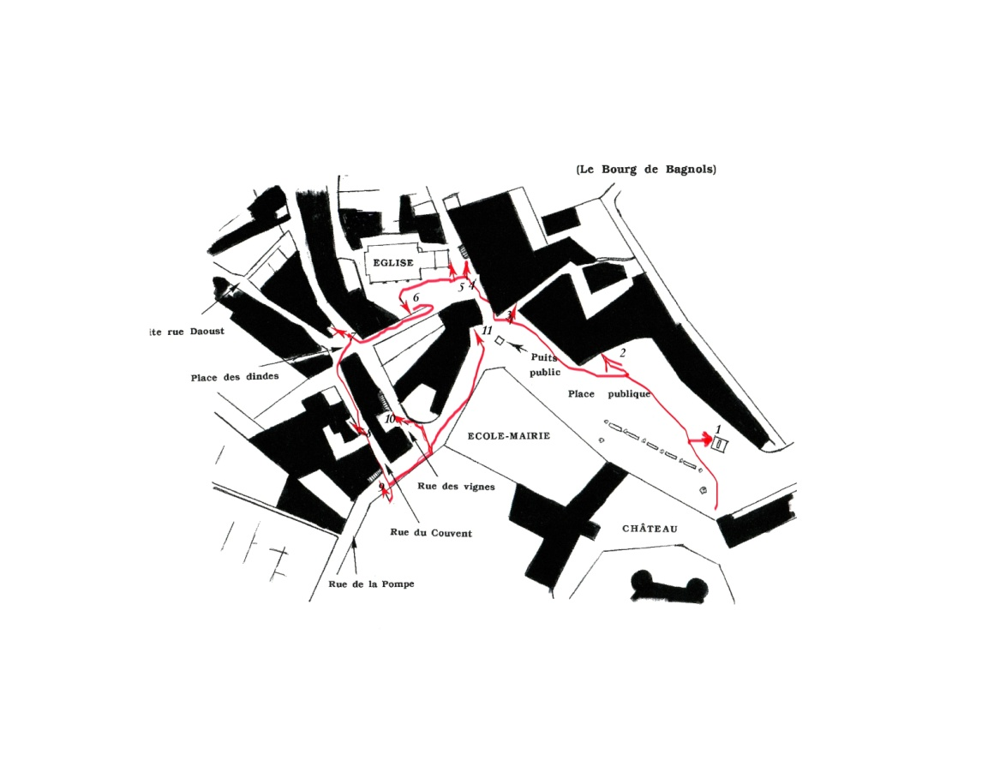 (Le Bourg de Bagnols)
EGLISE
5 4
6
3
ite rue Daoust
7
11
Puits
public
2
Place des dindes
Place publique
10
1
8
ECOLE-MAIRIE
9
Rue des vignes
Rue du Couvent
CHÂTEAU
Rue de la Pompe